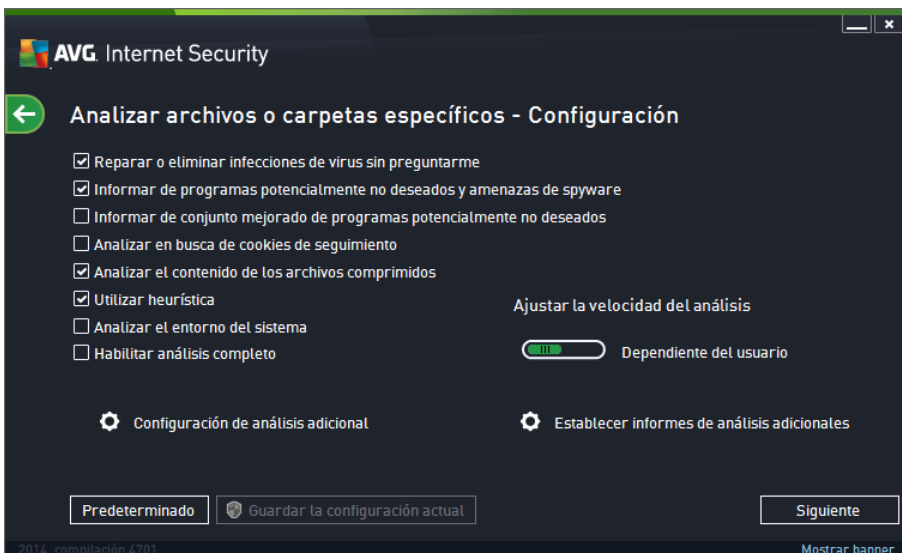 AVG. Internet Security
Analizar archivos o carpetas específicos - Configuración
Reparar o eliminar infecciones de virus sin preguntarme
Informar de programas potencialmente no deseados y amenazas de spyware
Informar de conjunto mejorado de programas potencialmente no deseados
Analizar en busca de cookies de seguimiento
Analizar el contenido de los archivos comprimidos
Utilizar heurística
Analizar el entorno del sistema
Habilitar análisis completo
Ajustar la velocidad del análisis
Dependiente del usuario
Configuración de análisis adicional
Establecer informes de análisis adicionales
Predeterminado
Guardar la configuración actual
Siguiente
2014 compilación 4701
Mostrar banner